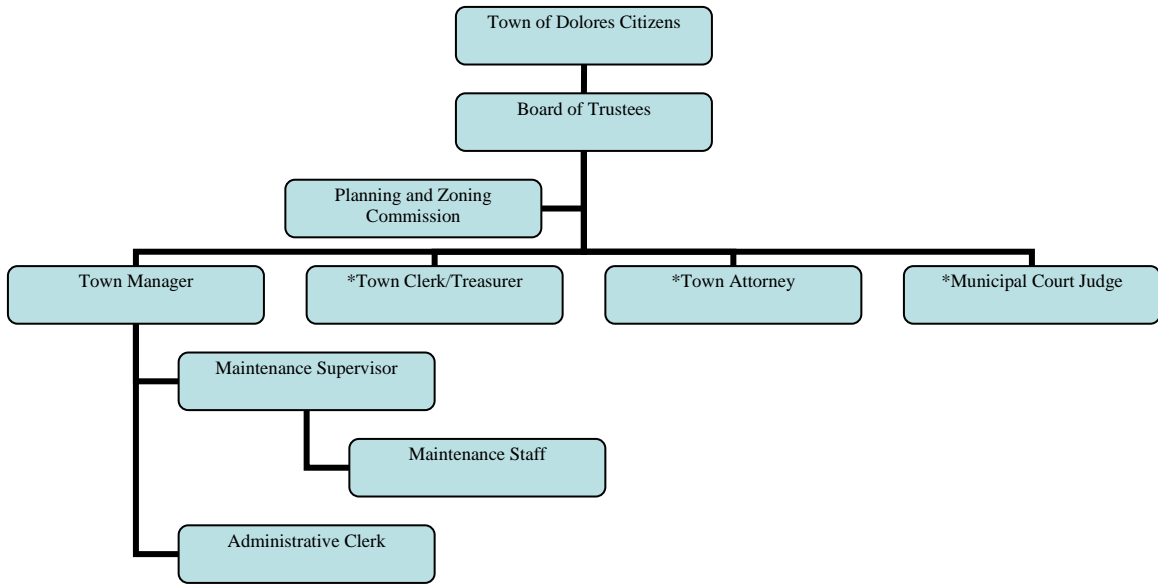 Town of Dolores Citizens
Board of Trustees
Planning and Zoning
Commission
Town Manager
*Town Clerk/Treasurer
*Town Attorney
*Municipal Court Judge
Maintenance Supervisor
Maintenance Staff
Administrative Clerk